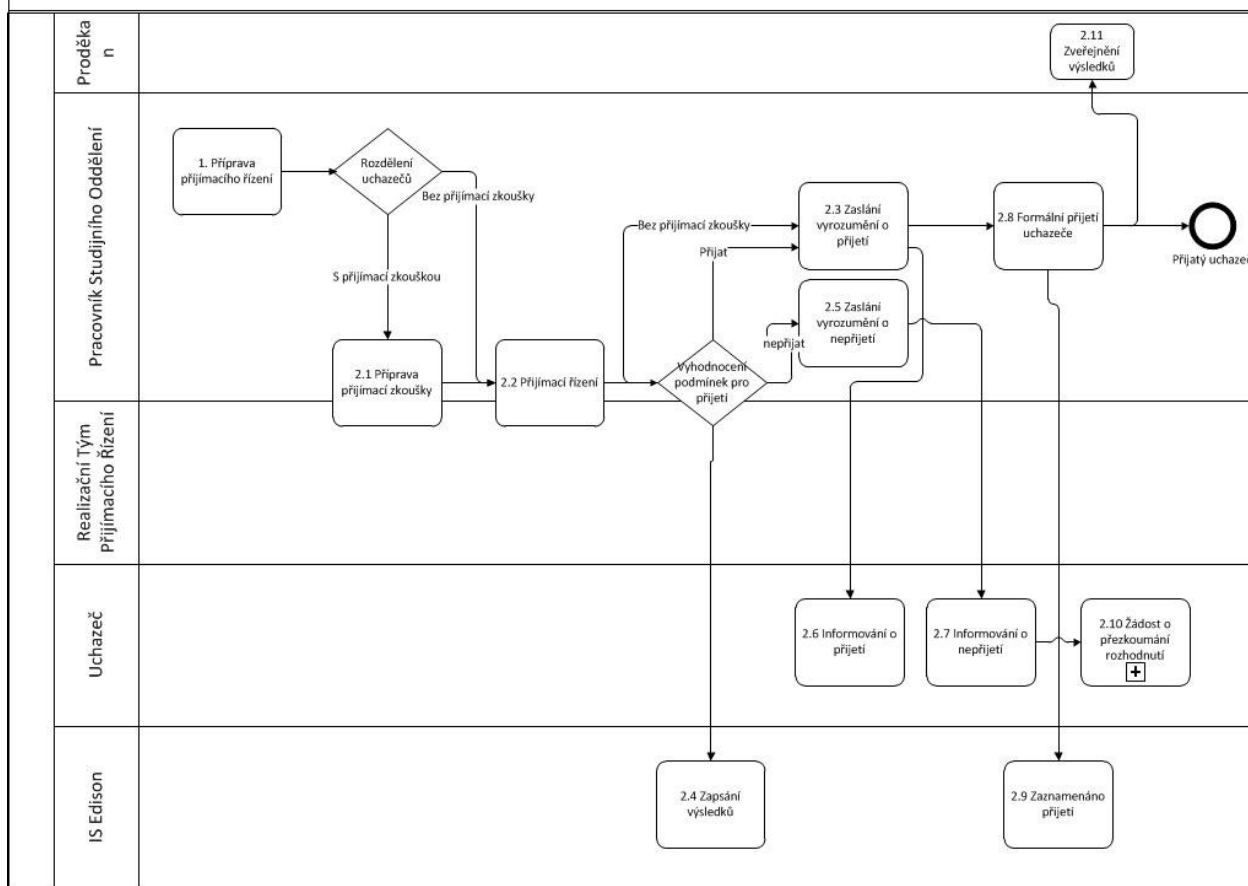 Proděka
n
2.11
Zveřejnění
výsledků
Pracovník Studijního Oddělení
1. Příprava
přijímacího řízení
Rozdělení
uchazečů
Bez přijímací zkoušky
S přijímací zkouškou
2.1 Příprava
přijímací zkoušky
2.2 Přijímací řízení
Bez přijímací zkoušky
Přijat
nepřijat
Vyhodnocení
podmínek pro
přijetí
2.3 Zaslání
vyrozumění o
přijetí
2.5 Zaslání
vyrozumění o
nepřijetí
2.8 Formální přijetí
uchazeče
Přijatý uchazeč
Realizační Tým
Přijímacího Řízení
Uchazeč
2.6 Informování o
přijetí
2.7 Informování o
nepřijetí
2.10 Žádost o
přezkoumání
rozhodnutí
IS Edison
2.4 Zapsání
výsledků
2.9 Zaznamenáno
přijetí